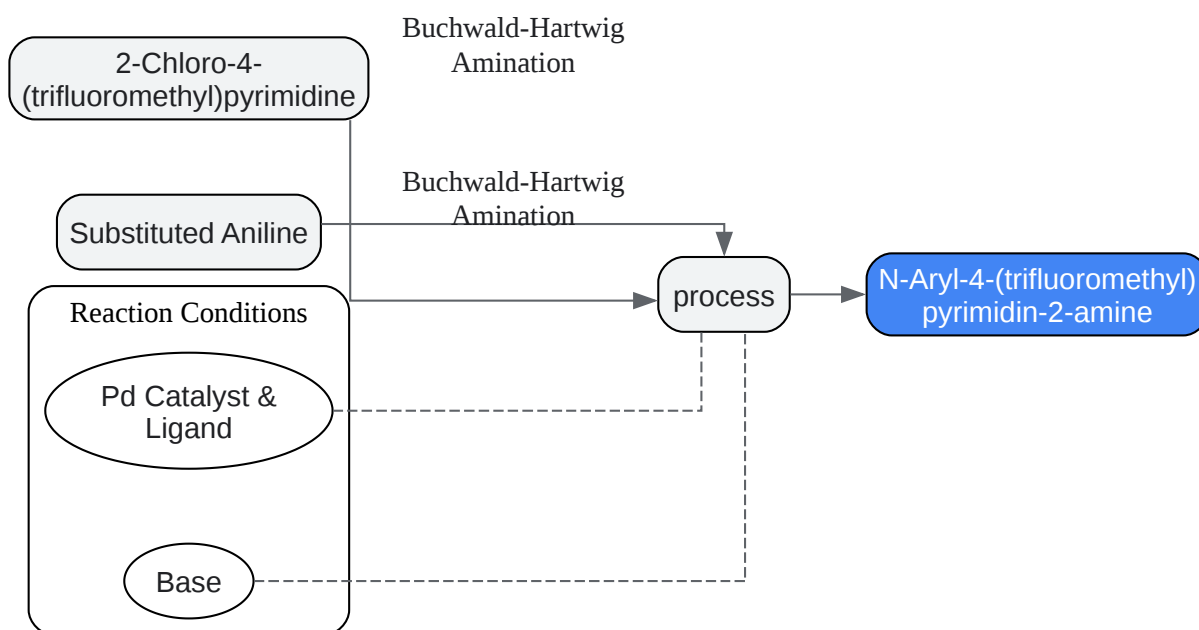 Buchwald-Hartwig
Amination
2-Chloro-4-
(trifluoromethyl)pyrimidine
Buchwald-Hartwig
Amination
Substituted Aniline
process
N-Aryl-4-(trifluoromethyl)
pyrimidin-2-amine
Reaction Conditions
Pd Catalyst &
Ligand
Base